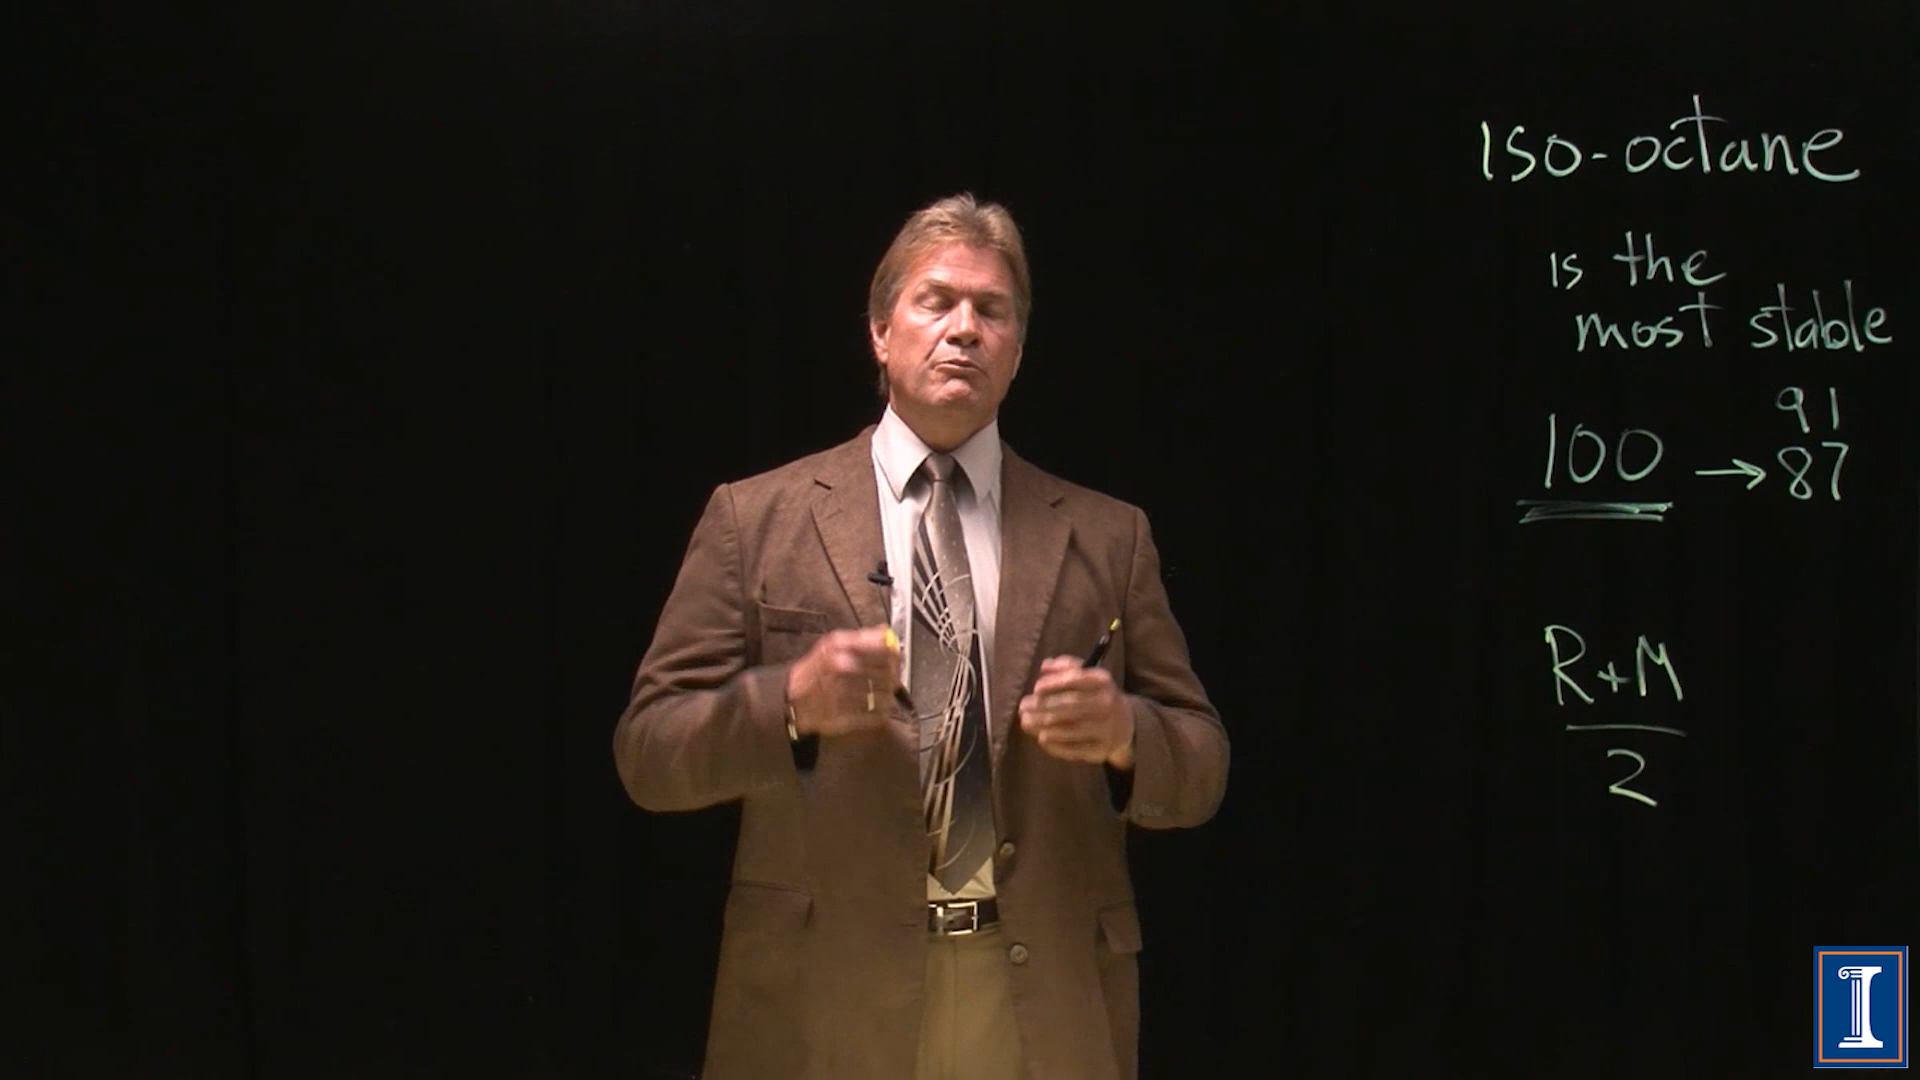 Iso-octane
is the
most stable
91
100 → 87
R+M
2
I